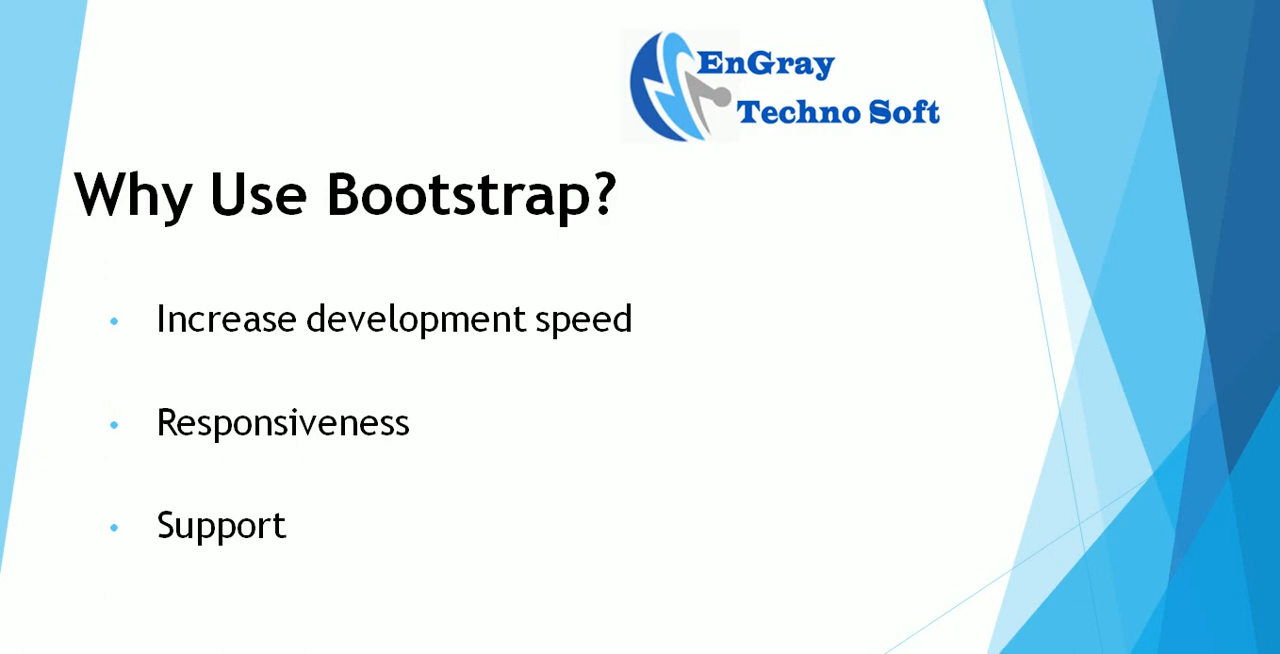 EnGray
Techno Soft
Why Use Bootstrap?
• Increase development speed
• Responsiveness
• Support